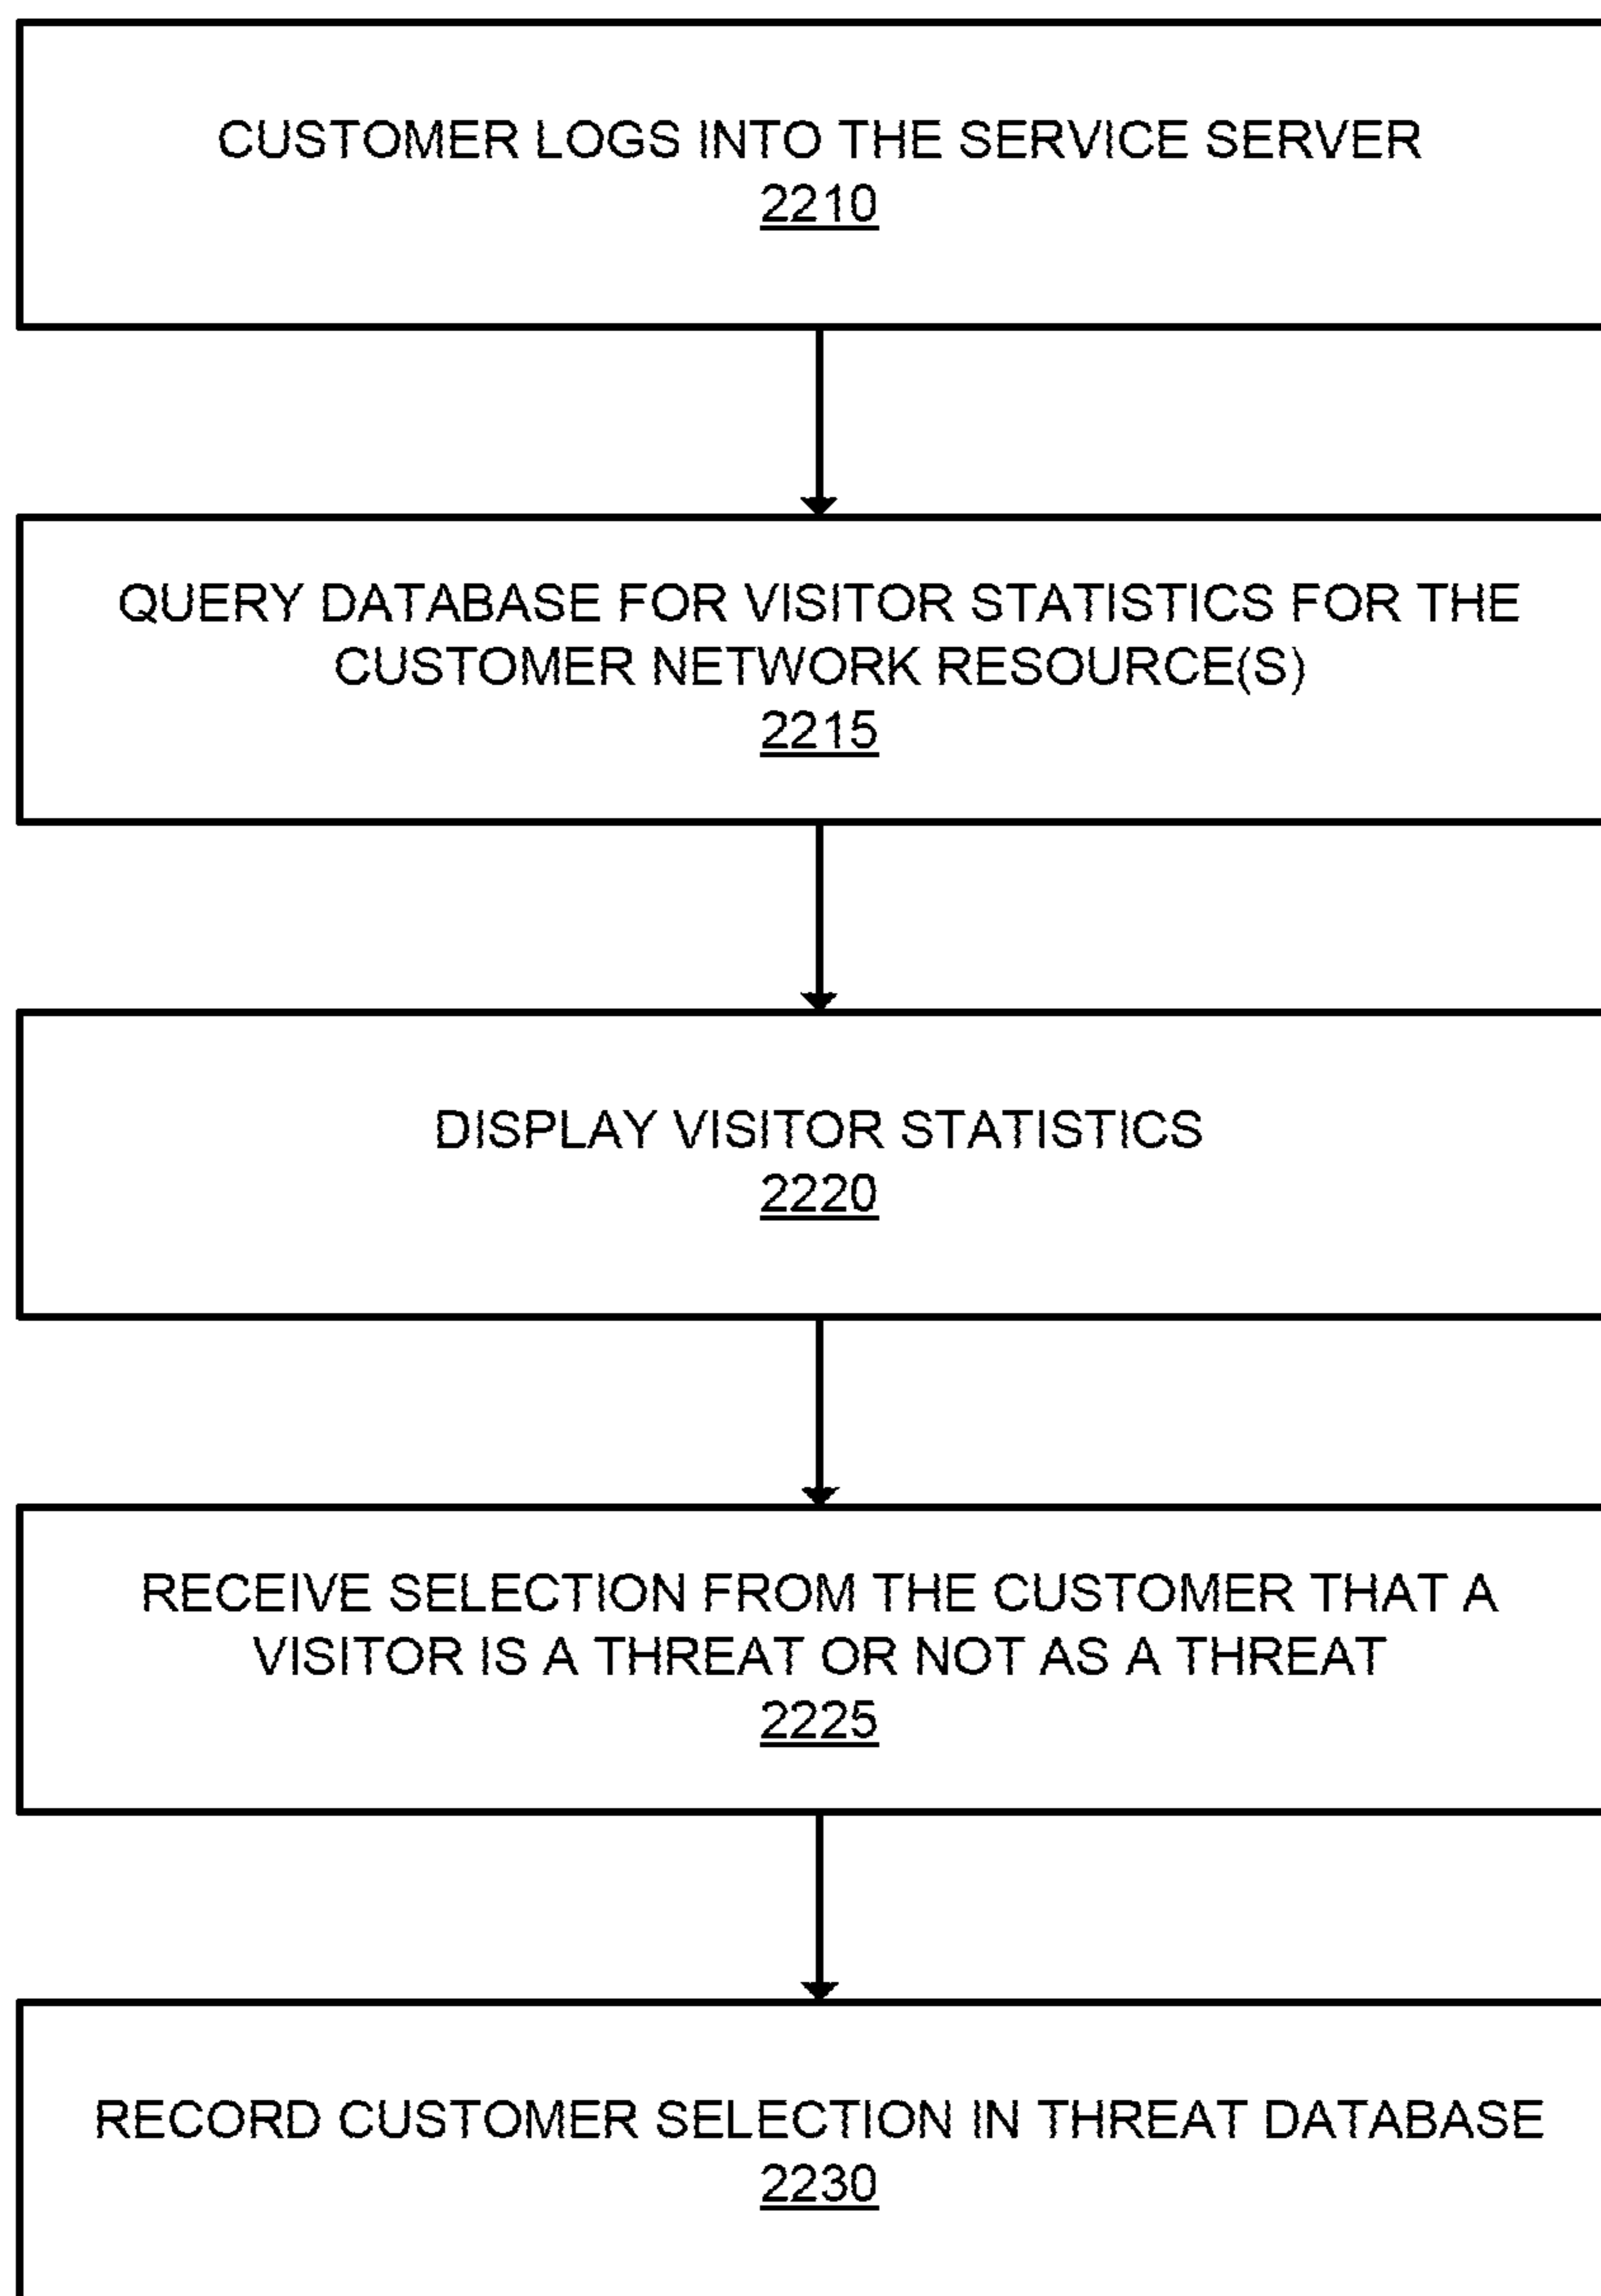 CUSTOMER LOGS INTO THE SERVICE SERVER
2210
QUERY DATABASE FOR VISITOR STATISTICS FOR THE
CUSTOMER NETWORK RESOURCE(S)
2215
DISPLAY VISITOR STATISTICS
2220
RECEIVE SELECTION FROM THE CUSTOMER THAT A
VISITOR IS A THREAT OR NOT AS A THREAT
2225
RECORD CUSTOMER SELECTION IN THREAT DATABASE
2230